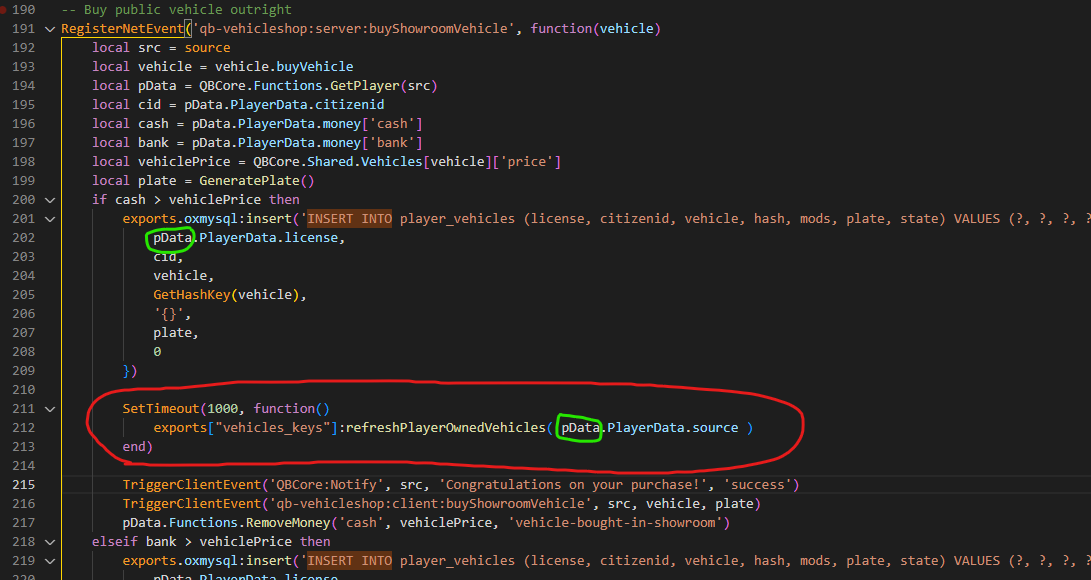 190 -- Buy public vehicle outright
191 RegisterNetEvent('qb-vehicleshop:server:buyShowroomVehicle', function(vehicle)
192 local src = source
193 local vehicle = vehicle.buyVehicle
194 local pData = QBCore.Functions.GetPlayer(src)
195 local cid = pData.PlayerData.citizenid
196 local cash = pData.PlayerData.money['cash']
197 local bank = pData.PlayerData.money['bank']
198 local vehiclePrice = QBCore.Shared.Vehicles[vehicle]['price']
199 local plate = GeneratePlate()
200 if cash > vehiclePrice then
201 exports.oxmysql:insert('INSERT INTO player_vehicles (license, citizenid, vehicle, hash, mods, plate, state) VALUES (?, ?, ?, ?
202 pData.PlayerData.license,
203 cid,
204 vehicle,
205 GetHashKey(vehicle),
206 '{}',
207 plate,
208 0
209 })
210
211 SetTimeout(1000, function()
212 exports["vehicles_keys"]:refreshPlayerOwnedVehicles( pData.PlayerData.source )
213 end)
214
215 TriggerClientEvent('QBCore:Notify', src, 'Congratulations on your purchase!', 'success')
216 TriggerClientEvent('qb-vehicleshop:client:buyShowroomVehicle', src, vehicle, plate)
217 pData.Functions.RemoveMoney('cash', vehiclePrice, 'vehicle-bought-in-showroom')
218 elseif bank > vehiclePrice then
219 exports.oxmysql:insert('INSERT INTO player_vehicles (license, citizenid, vehicle, hash, mods, plate, state) VALUES (?, ?, ?, ?
220 pData.PlayerData.license